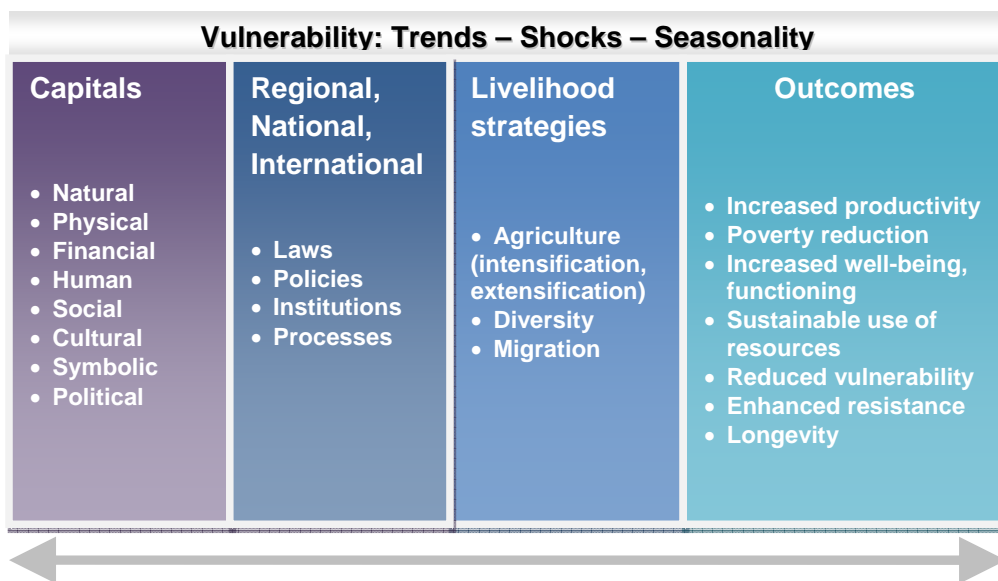 Vulnerability: Trends – Shocks – Seasonality
Capitals
• Natural
• Physical
• Financial
• Human
• Social
• Cultural
• Symbolic
• Political
Regional,
National,
International
• Laws
• Policies
• Institutions
• Processes
Livelihood
strategies
• Agriculture
(intensification,
extensification)
• Diversity
• Migration
Outcomes
• Increased productivity
• Poverty reduction
• Increased well-being,
functioning
• Sustainable use of
resources
• Reduced vulnerability
• Enhanced resistance
• Longevity